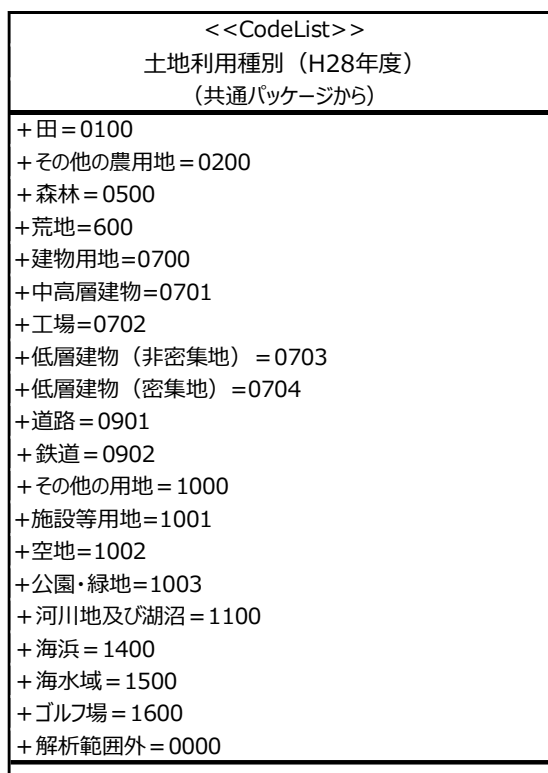 <<CodeList>>
土地利用種別（H28年度）
（共通パッケージから）
＋田＝0100
＋その他の農用地＝0200
＋森林＝0500
+荒地=600
+建物用地=0700
+中高層建物=0701
+工場=0702
+低層建物（非密集地）＝0703
+低層建物（密集地）=0704
+道路＝0901
＋鉄道＝0902
＋その他の用地＝1000
+施設等用地=1001
+空地=1002
+公園・緑地=1003
＋河川地及び湖沼＝1100
＋海浜＝1400
＋海水域＝1500
＋ゴルフ場＝1600
＋解析範囲外＝0000